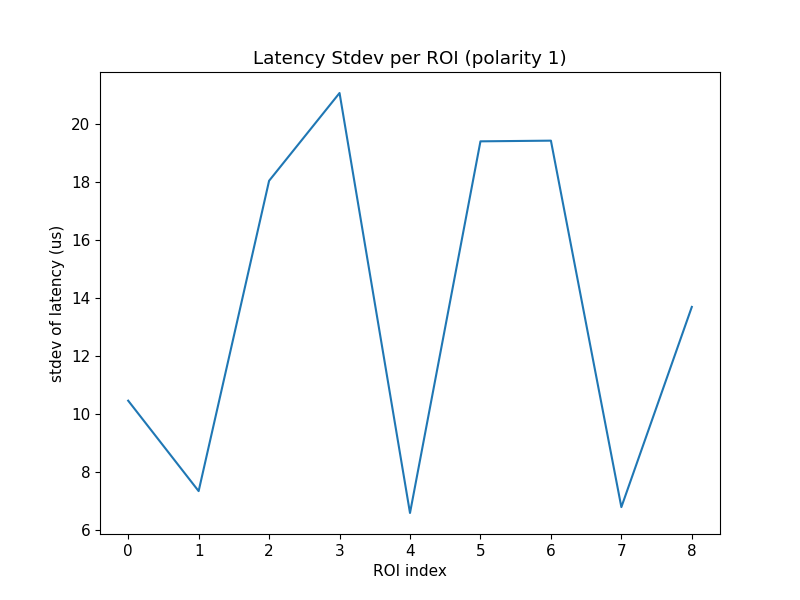 Latency Stdev per ROI (polarity 1)
stdev of latency (us)
20
18
16
14
12
10
8
6
0 1 2 3 4 5 6 7 8
ROI index